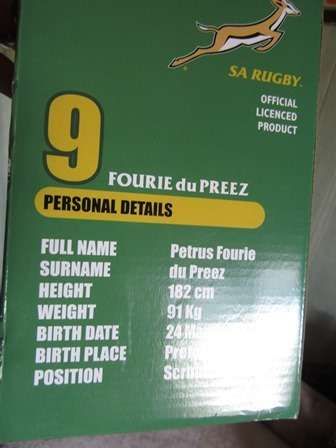 SA RUGBY
OFFICIAL
LICENCED
PRODUCT
9
FOURIE du PREEZ
PERSONAL DETAILS
FULL NAME Petrus Fourie
SURNAME du Preez
HEIGHT 182 cm
WEIGHT 91 Kg
BIRTH DATE 24
BIRTH PLACE
POSITION